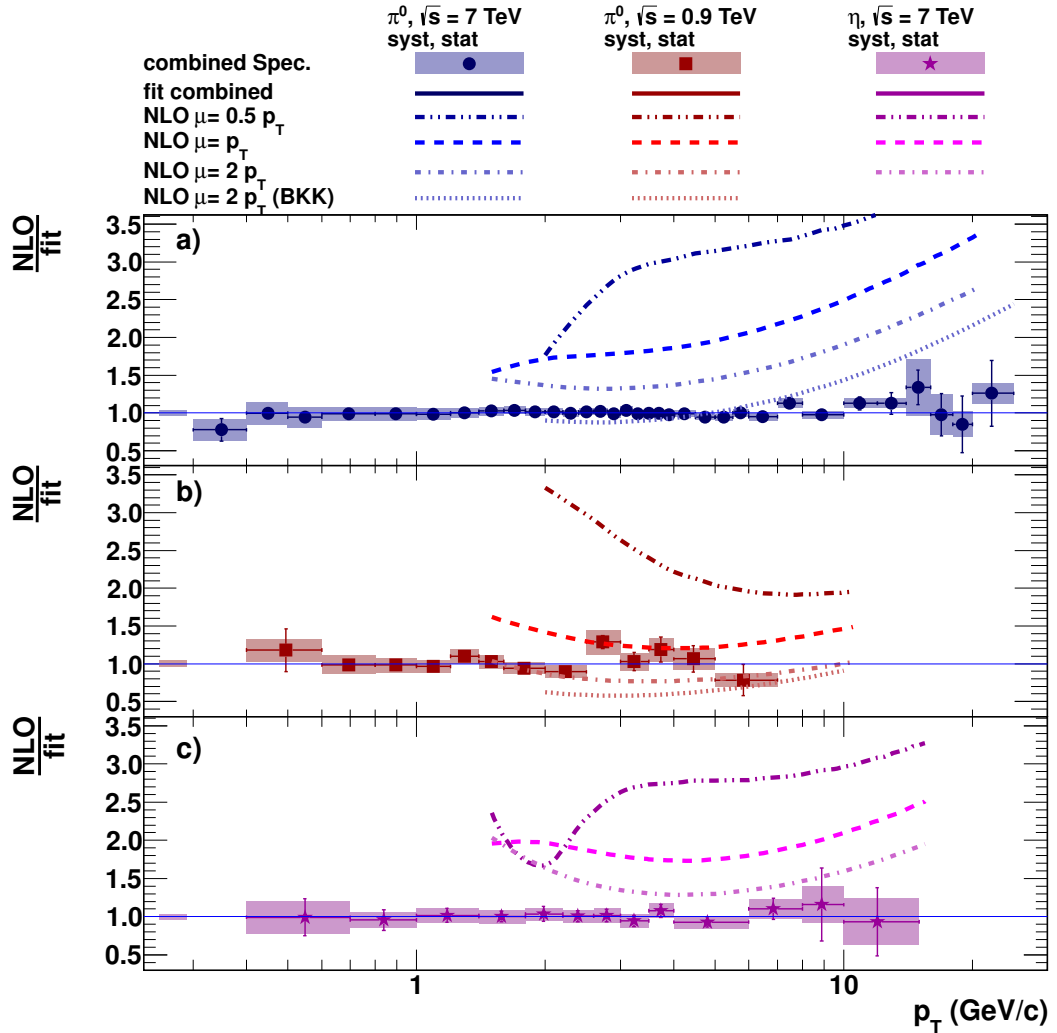 π⁰, √s = 7 TeV π⁰, √s = 0.9 TeV η, √s = 7 TeV
syst, stat syst, stat syst, stat
combined Spec.
fit combined
NLO μ= 0.5 p_T
NLO μ= p_T
NLO μ= 2 p_T
NLO μ= 2 p_T (BKK)
NLO
fit
a)
3.5
3.0
2.5
2.0
1.5
1.0
0.5
NLO
fit
b)
3.5
3.0
2.5
2.0
1.5
1.0
0.5
NLO
fit
c)
3.5
3.0
2.5
2.0
1.5
1.0
0.5
1 10
p_T (GeV/c)